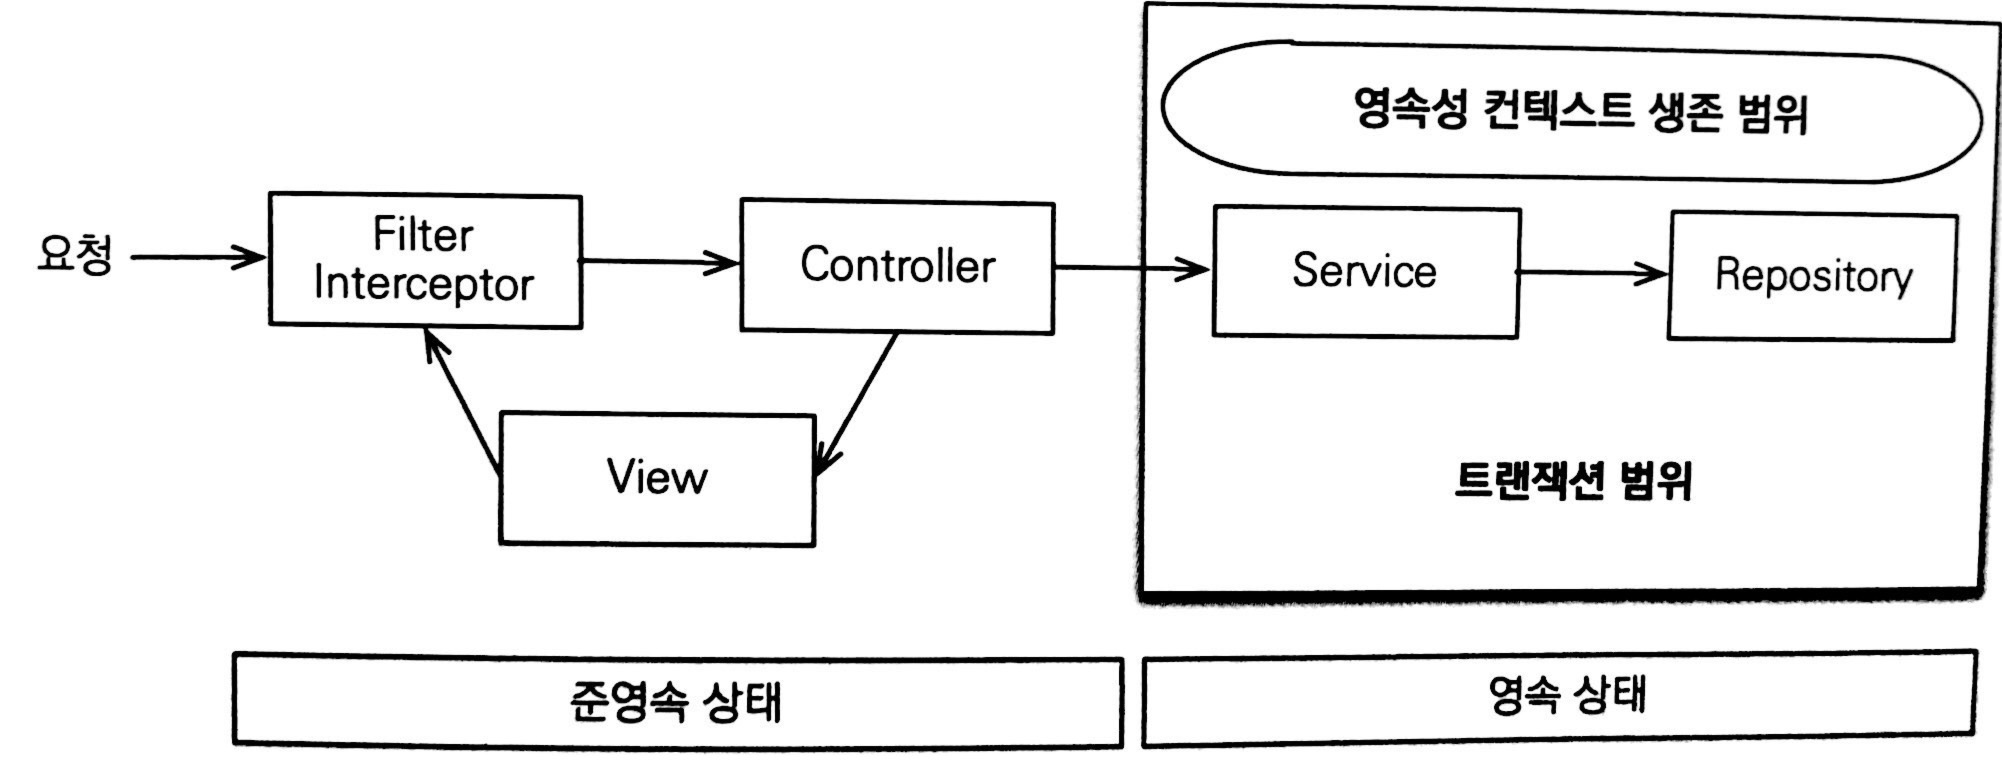 영속성 컨텍스트 생존 범위
요청
Filter
Interceptor
Controller
Service
Repository
View
트랜잭션 범위
준영속 상태
영속 상태